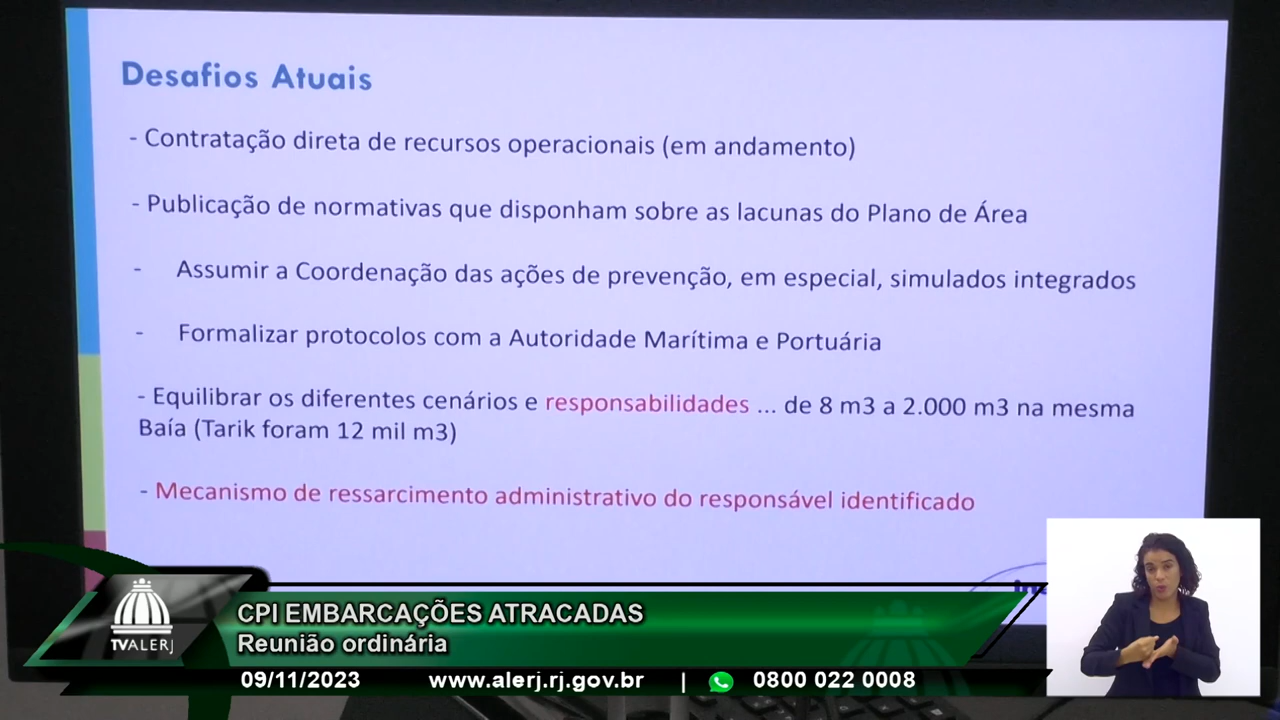 Desafios Atuais
- Contratação direta de recursos operacionais (em andamento)
- Publicação de normativas que disponham sobre as lacunas do Plano de Área
- Assumir a Coordenação das ações de prevenção, em especial, simulados integrados
- Formalizar protocolos com a Autoridade Marítima e Portuária
- Equilibrar os diferentes cenários e responsabilidades ... de 8 m3 a 2.000 m3 na mesma
Baía (Tarik foram 12 mil m3)
- Mecanismo de ressarcimento administrativo do responsável identificado
TVALERJ
CPI EMBARCAÇÕES ATRACADAS
Reunião ordinária
09/11/2023 www.alerj.rj.gov.br | 0800 022 0008